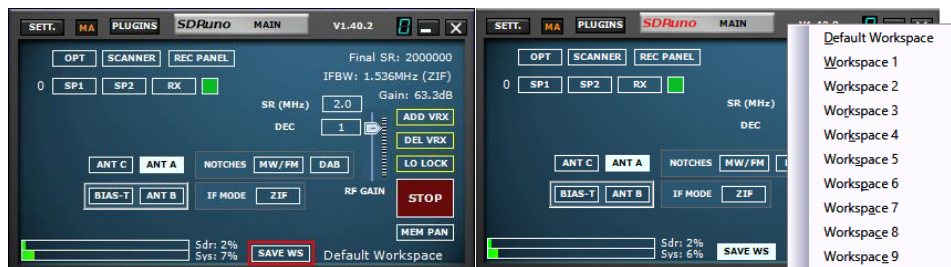 SETT. MA PLUGINS SDRuno MAIN V1.40.2
OPT SCANNER REC PANEL Final SR: 2000000
IFBW: 1.536MHz (ZIF)
0 SP1 SP2 RX Gain: 63.3dB
SR (MHz) 2.0
ADD VRX
DEC 1
DEL VRX
ANT C ANT A NOTCHES MW/FM DAB LO LOCK
BIAS-T ANT B IF MODE ZIF RF GAIN STOP
MEM PAN
Sdr: 2%
Sys: 7% SAVE WS Default Workspace
SETT. MA PLUGINS SDRuno MAIN
OPT SCANNER REC PANEL
0 SP1 SP2 RX
SR (MHz)
DEC
ANT C ANT A NOTCHES MW/FM
BIAS-T ANT B IF MODE ZIF
Sdr: 2%
Sys: 6% SAVE WS
Default Workspace
Workspace 1
Workspace 2
Workspace 3
Workspace 4
Workspace 5
Workspace 6
Workspace 7
Workspace 8
Workspace 9